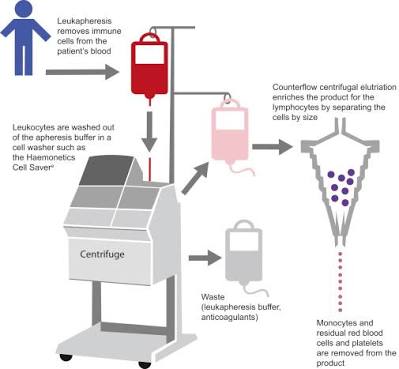 Leukapheresis
removes immune
cells from the
patient's blood
Counterflow centrifugal elutriation
enriches the product for the
lymphocytes by separating the
cells by size
Leukocytes are washed out
of the apheresis buffer in a
cell washer such as
the Haemonetics
Cell Saver®
Centrifuge
Waste
(leukapheresis buffer,
anticoagulants)
Monocytes and
residual red blood
cells and platelets
are removed from the
product